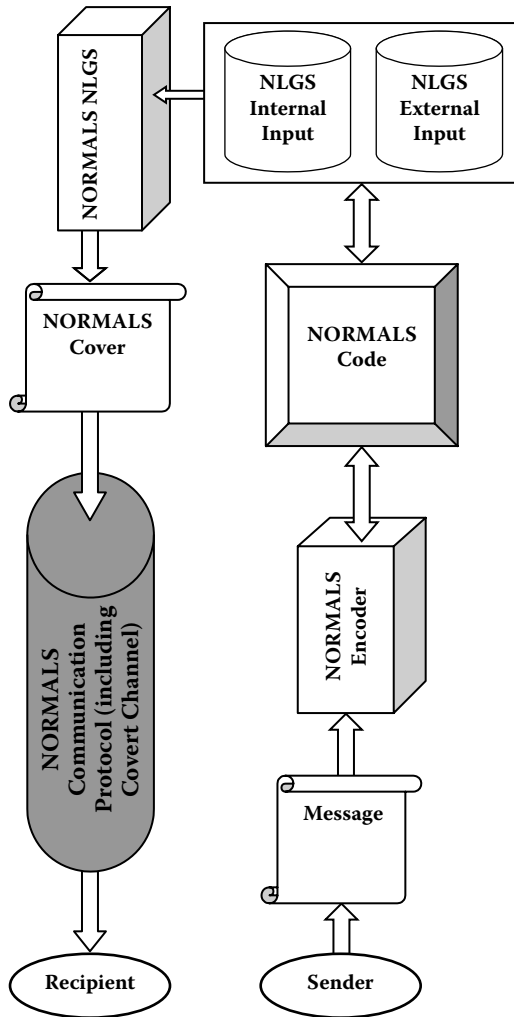 NORMALS NLGS
NLGS
Internal
Input
NLGS
External
Input
NORMALS
Cover
NORMALS
Code
NORMALS
Communication
Protocol (including
Covert Channel)
NORMALS
Encoder
Message
Recipient
Sender